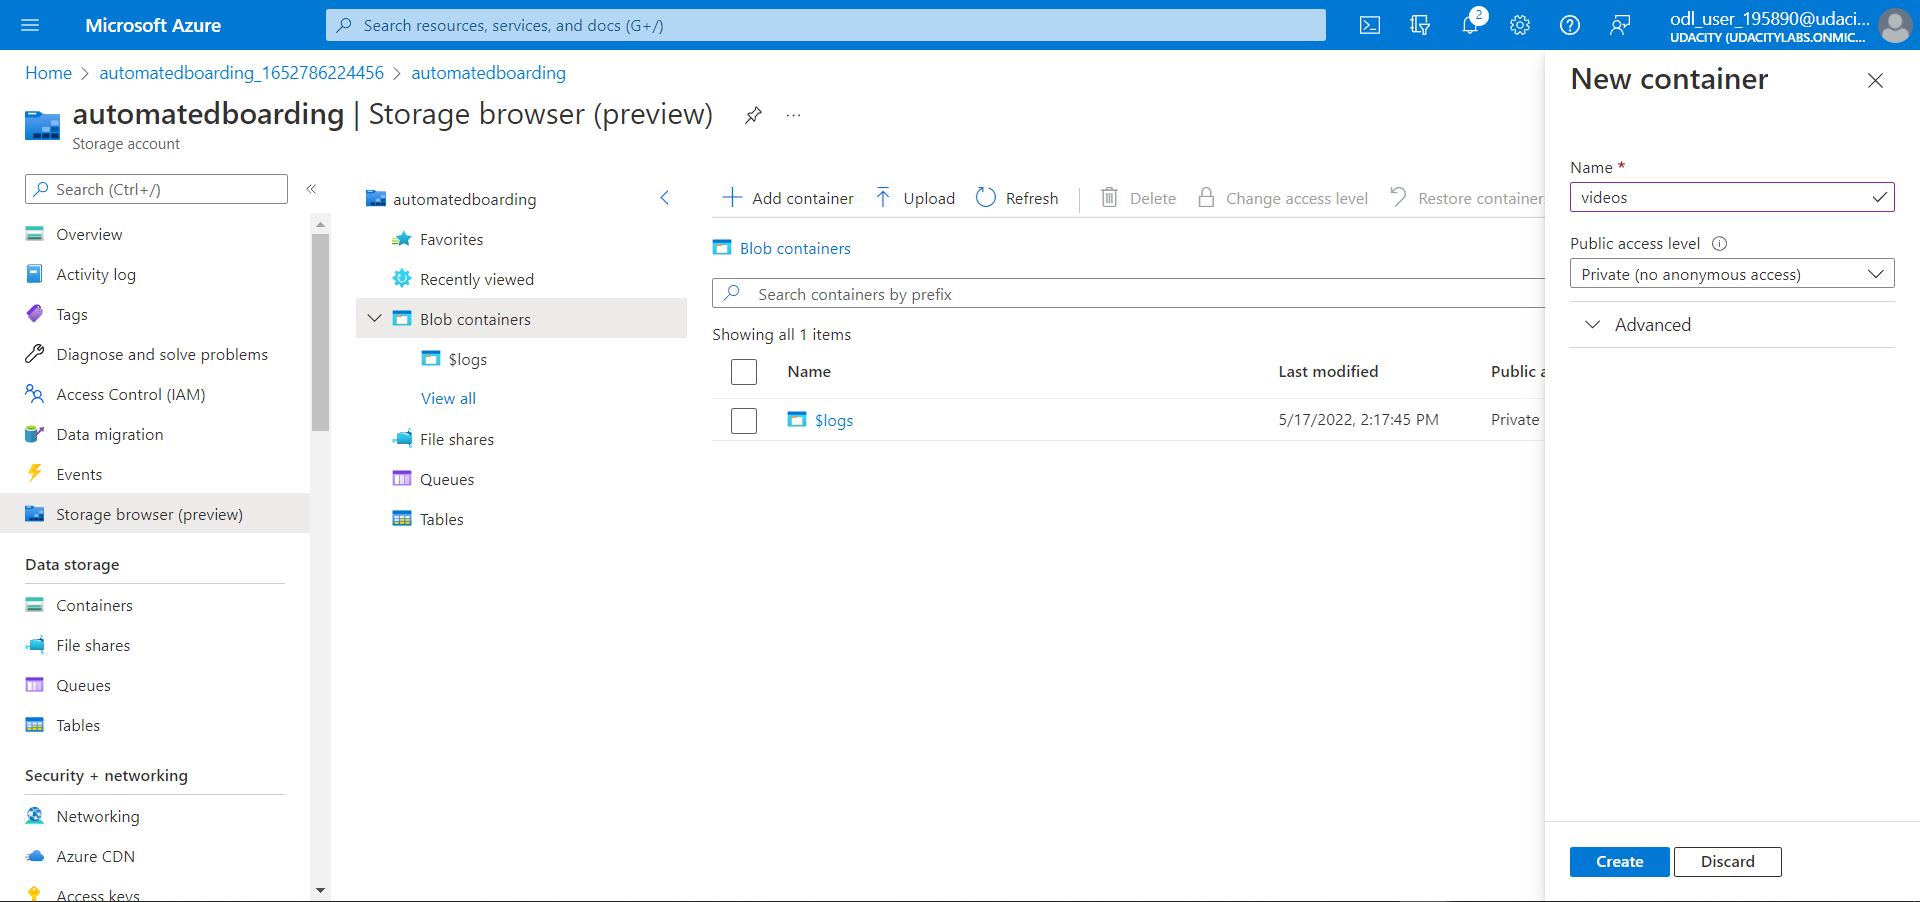 Microsoft Azure
Search resources, services, and docs (G+/)
2
odl_user_195890@udaci...
UDACITY (UDACITYLABS.ONMIC...
Home > automatedboarding_1652786224456 > automatedboarding
automatedboarding | Storage browser (preview)
...
Storage account
Search (Ctrl+/)
«
Overview
Activity log
Tags
Diagnose and solve problems
Access Control (IAM)
Data migration
Events
Storage browser (preview)
Data storage
Containers
File shares
Queues
Tables
Security + networking
Networking
Azure CDN
Access keys
automatedboarding
Favorites
Recently viewed
Blob containers
$logs
View all
File shares
Queues
Tables
Add container
Upload
Refresh
Delete
Change access level
Restore container
Blob containers
Search containers by prefix
Showing all 1 items
Name Last modified Public a
$logs 5/17/2022, 2:17:45 PM Private
New container
Name *
videos
Public access level
Private (no anonymous access)
Advanced
Create
Discard